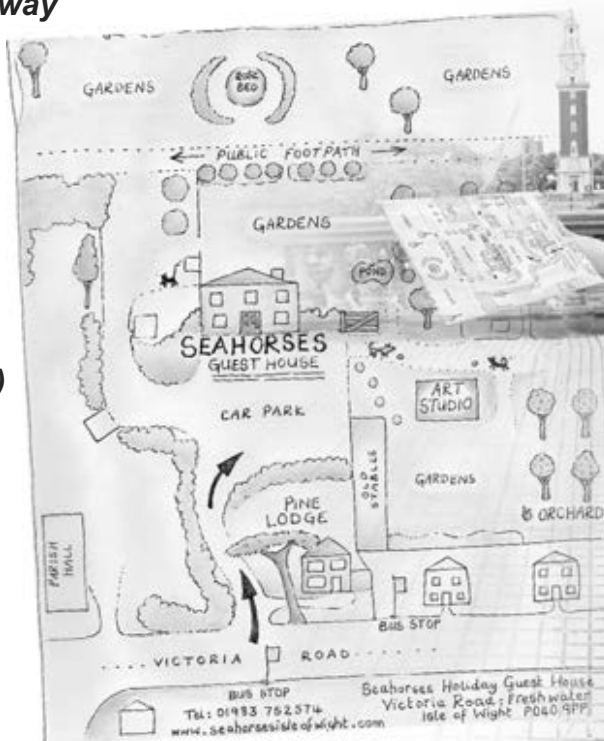 way
GARDENS
ROSE
BED
GARDENS
PUBLIC FOOTPATH
GARDENS
POND
SEAHORSES
GUEST HOUSE
)
CAR PARK
ART
STUDIO
OLD
STABLES
GARDENS
PINE
LODGE
ORCHARD
PARISH
HALL
BUS STOP
VICTORIA ROAD
BUS STOP
Tel: 01983 752574
www.seahorsesisleofwight.com
Seahorses Holiday Guest House
Victoria Road: Freshwater
Isle of Wight PO40 9PP